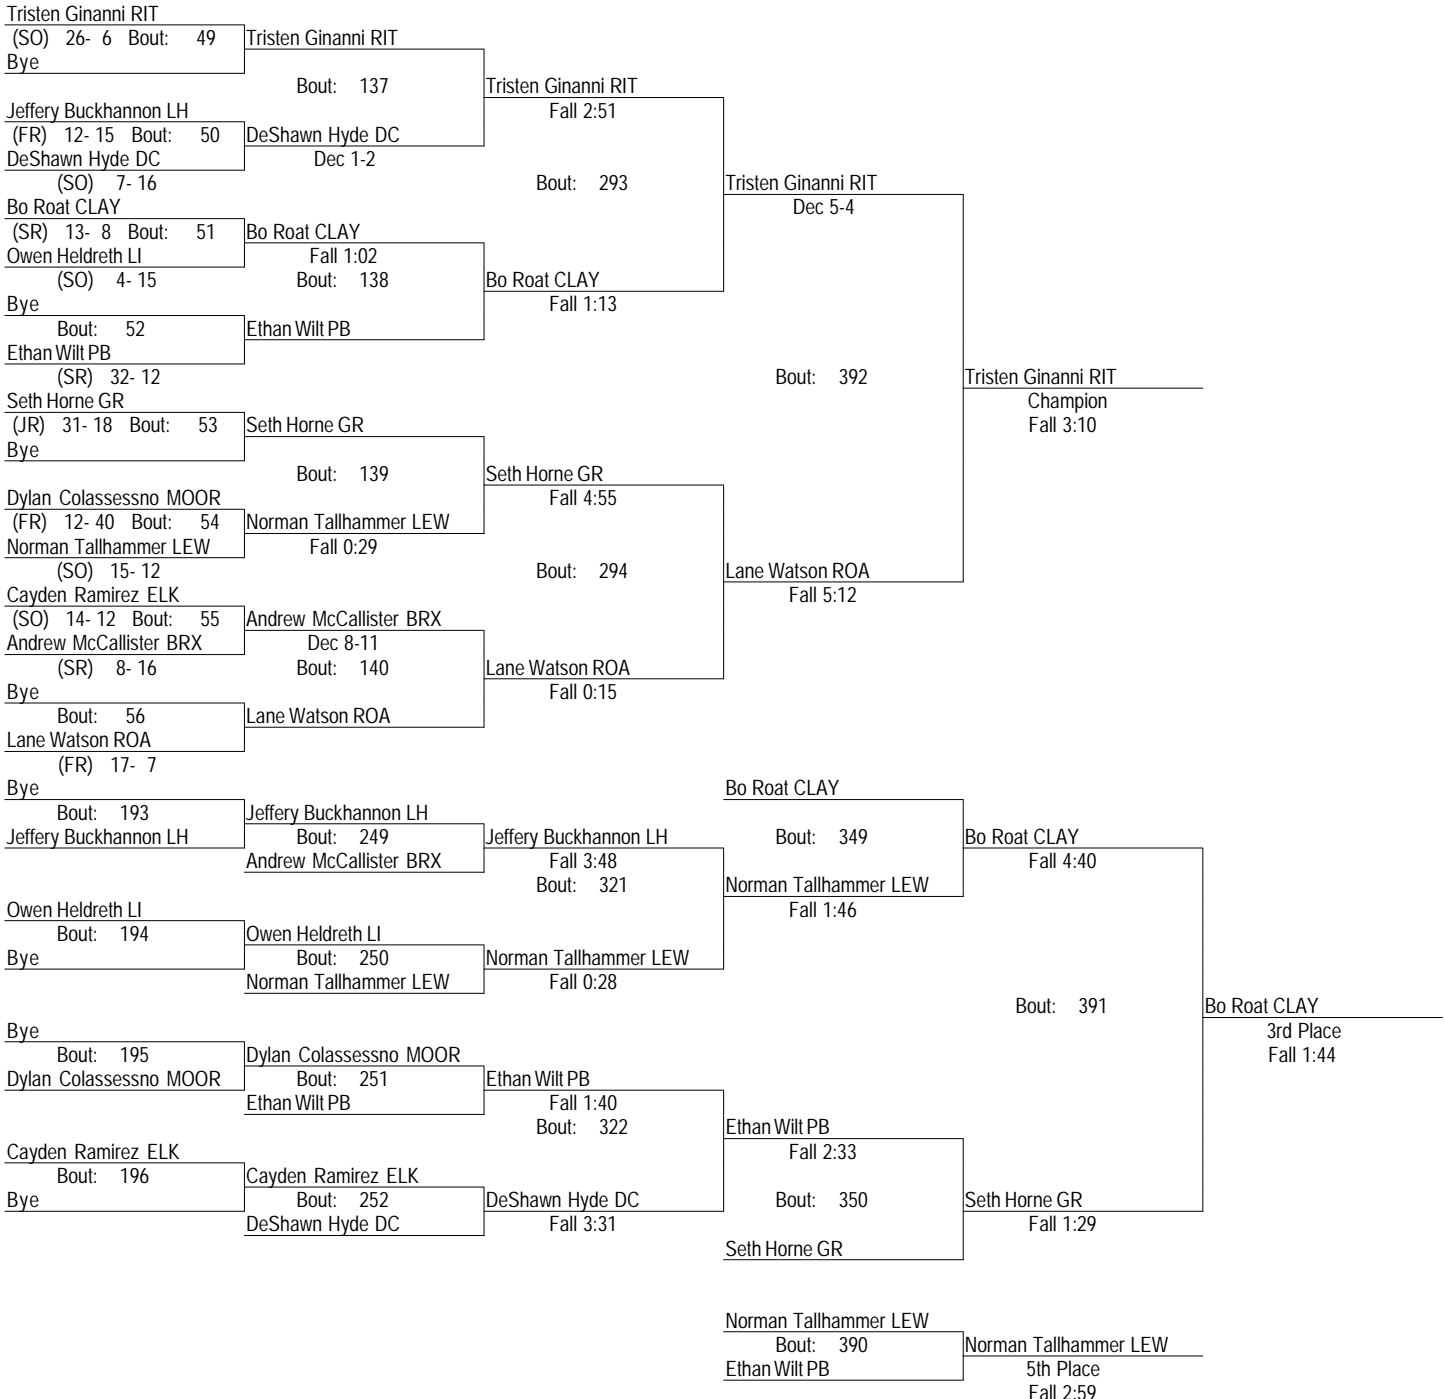 Tristen Ginanni RIT
(SO) 26- 6 Bout: 49 Tristen Ginanni RIT
Bye
Bout: 137 Tristen Ginanni RIT
Jeffery Buckhannon LH Fall 2:51
(FR) 12- 15 Bout: 50 DeShawn Hyde DC
DeShawn Hyde DC Dec 1-2
(SO) 7- 16 Bout: 293 Tristen Ginanni RIT
Bo Roat CLAY Dec 5-4
(SR) 13- 8 Bout: 51 Bo Roat CLAY
Owen Heldreth LI Fall 1:02
(SO) 4- 15 Bout: 138 Bo Roat CLAY
Bye Fall 1:13
Bout: 52 Ethan Wilt PB
Ethan Wilt PB
(SR) 32- 12 Bout: 392 Tristen Ginanni RIT
Seth Horne GR Champion
(JR) 31- 18 Bout: 53 Seth Horne GR Fall 3:10
Bye
Bout: 139 Seth Horne GR
Dylan Colassessno MOOR Fall 4:55
(FR) 12- 40 Bout: 54 Norman Tallhammer LEW
Norman Tallhammer LEW Fall 0:29
(SO) 15- 12 Bout: 294 Lane Watson ROA
Cayden Ramirez ELK Fall 5:12
(SO) 14- 12 Bout: 55 Andrew McCallister BRX
Andrew McCallister BRX Dec 8-11
(SR) 8- 16 Bout: 140 Lane Watson ROA
Bye Fall 0:15
Bout: 56 Lane Watson ROA
Lane Watson ROA
(FR) 17- 7
Bye Bo Roat CLAY
Bout: 193 Jeffery Buckhannon LH
Jeffery Buckhannon LH Bout: 249 Jeffery Buckhannon LH Bout: 349 Bo Roat CLAY
Andrew McCallister BRX Fall 3:48 Fall 4:40
Bout: 321 Norman Tallhammer LEW
Owen Heldreth LI Fall 1:46
Bout: 194 Owen Heldreth LI
Bye Bout: 250 Norman Tallhammer LEW
Norman Tallhammer LEW Fall 0:28
Bout: 391 Bo Roat CLAY
Bye 3rd Place
Bout: 195 Dylan Colassessno MOOR Fall 1:44
Dylan Colassessno MOOR Bout: 251 Ethan Wilt PB
Ethan Wilt PB Fall 1:40
Bout: 322 Ethan Wilt PB
Cayden Ramirez ELK Fall 2:33
Bout: 196 Cayden Ramirez ELK
Bye Bout: 252 DeShawn Hyde DC Bout: 350 Seth Horne GR
DeShawn Hyde DC Fall 3:31 Fall 1:29
Seth Horne GR
Norman Tallhammer LEW
Bout: 390 Norman Tallhammer LEW
Ethan Wilt PB 5th Place
Fall 2:59